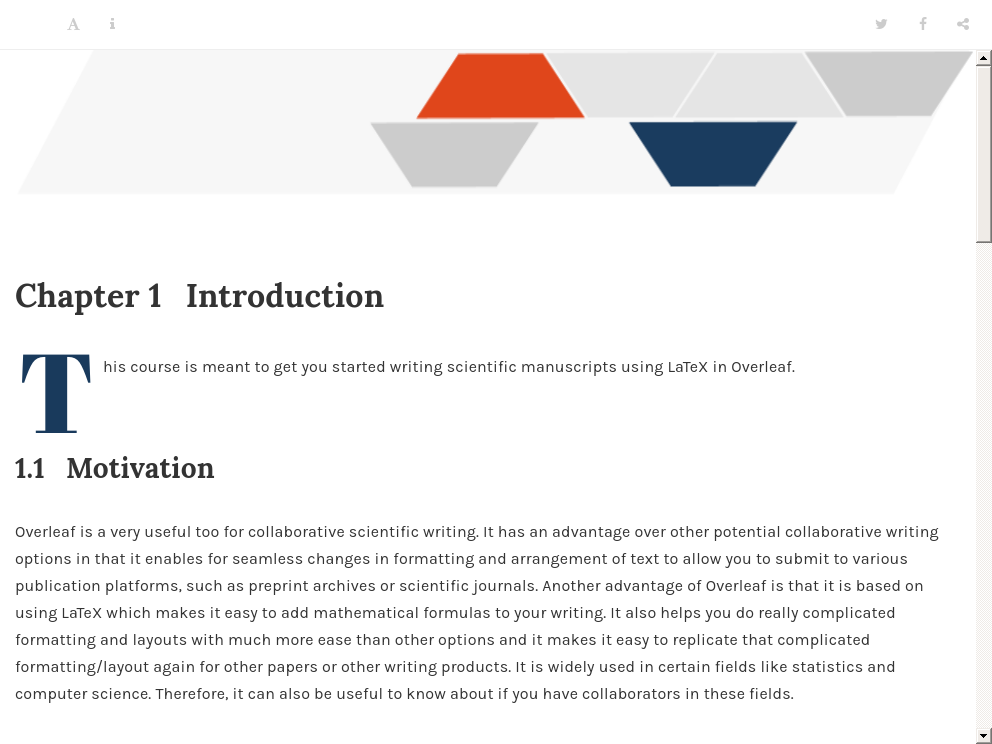 Chapter 1 Introduction
This course is meant to get you started writing scientific manuscripts using LaTeX in Overleaf.
1.1 Motivation
Overleaf is a very useful too for collaborative scientific writing. It has an advantage over other potential collaborative writing
options in that it enables for seamless changes in formatting and arrangement of text to allow you to submit to various
publication platforms, such as preprint archives or scientific journals. Another advantage of Overleaf is that it is based on
using LaTeX which makes it easy to add mathematical formulas to your writing. It also helps you do really complicated
formatting and layouts with much more ease than other options and it makes it easy to replicate that complicated
formatting/layout again for other papers or other writing products. It is widely used in certain fields like statistics and
computer science. Therefore, it can also be useful to know about if you have collaborators in these fields.